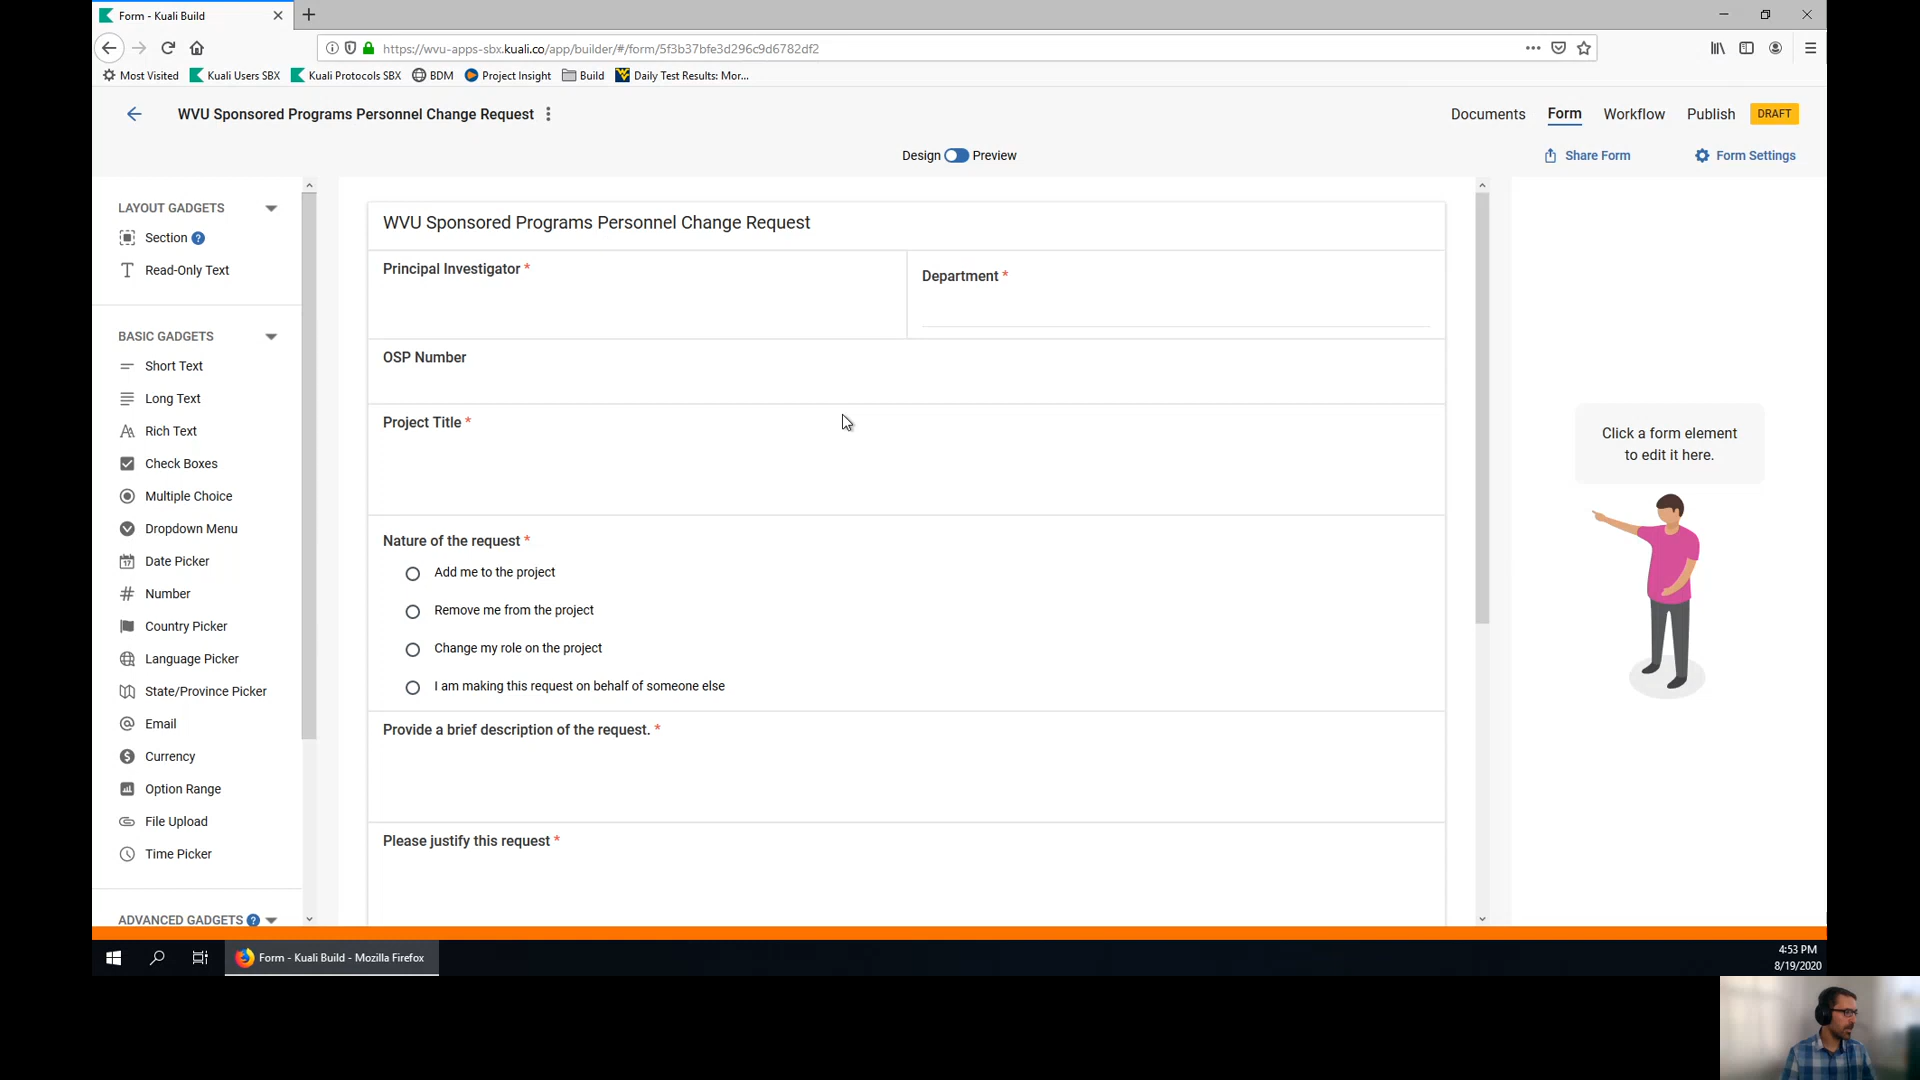 Form - Kuali Build
https://wvu-apps-sbx.kuali.co/app/builder/#/form/5f3b37bfe3d296c9d6782df2
Most Visited Kuali Users SBX Kuali Protocols SBX BDM Project Insight Build Daily Test Results: Mor...
WVU Sponsored Programs Personnel Change Request
Documents Form Workflow Publish DRAFT
Design Preview
Share Form Form Settings
LAYOUT GADGETS
Section ?
Read-Only Text
BASIC GADGETS
Short Text
Long Text
Rich Text
Check Boxes
Multiple Choice
Dropdown Menu
Date Picker
Number
Country Picker
Language Picker
State/Province Picker
Email
Currency
Option Range
File Upload
Time Picker
ADVANCED GADGETS ?
WVU Sponsored Programs Personnel Change Request
Principal Investigator *
Department *
OSP Number
Project Title *
Nature of the request *
Add me to the project
Remove me from the project
Change my role on the project
I am making this request on behalf of someone else
Provide a brief description of the request. *
Please justify this request *
Click a form element
to edit it here.
Form - Kuali Build - Mozilla Firefox
4:53 PM
8/19/2020